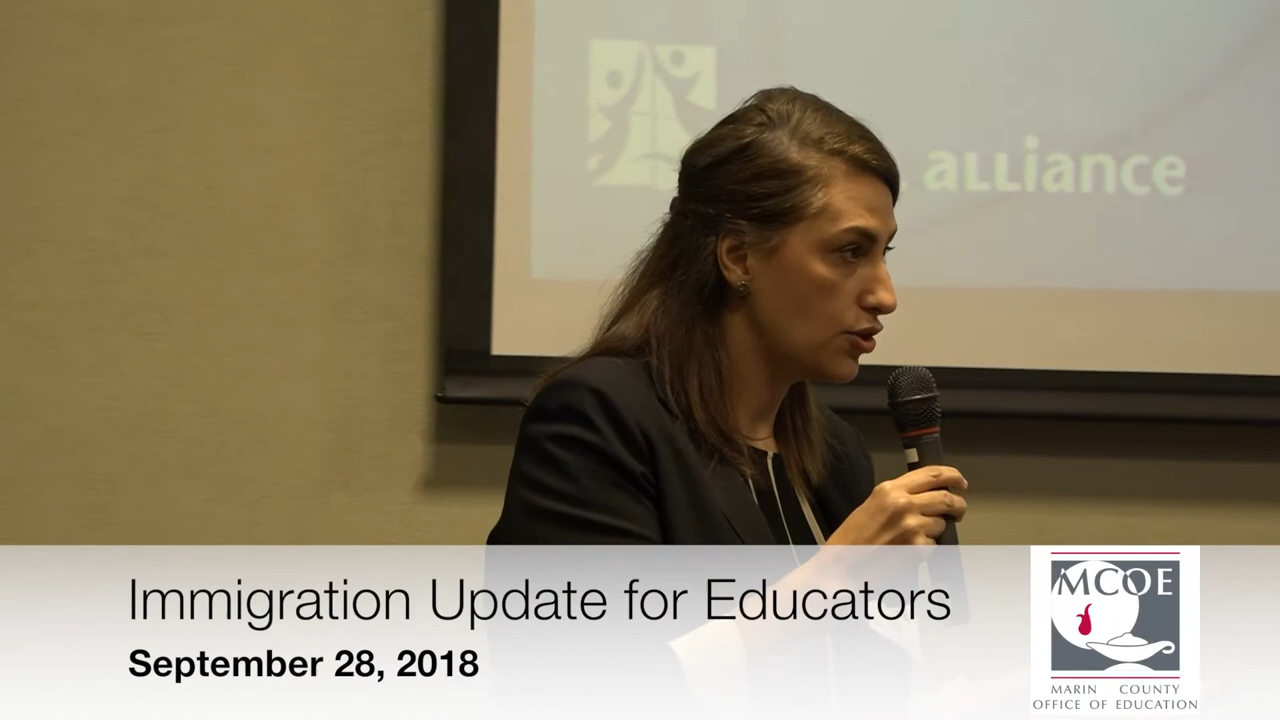 alliance
Immigration Update for Educators
September 28, 2018
MCOE
MARIN COUNTY
OFFICE OF EDUCATION